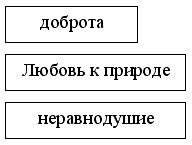 доброта
Любовь к природе
неравнодушие